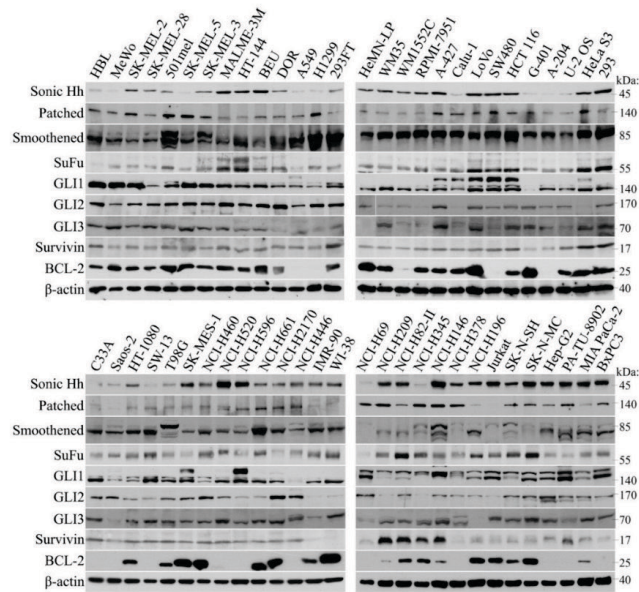 HBL MeWo SK-MEL-2 SK-MEL-28 501mel SK-MEL-5 SK-MEL-3 MALME-3M HT-144 BEU DOR A549 H1299 293FT
HeMN-LP WM35 WM1552C RPMI-7951 A-427 Calu-1 LoVo SW480 HCT 116 G-401 A-204 U-2 OS HeLa S3 293
kDa:
Sonic Hh 45
Patched 140
Smoothened 85
SuFu 55
GLI1 140
GLI2 170
GLI3 70
Survivin 17
BCL-2 25
β-actin 40
C33A Saos-2 HT-1080 SW-13 T98G SK-MES-1 NCI-H460 NCI-H520 NCI-H596 NCI-H661 NCI-H2170 NCI-H446 IMR-90 WI-38
NCI-H69 NCI-H209 NCI-H82-II NCI-H345 NCI-H146 NCI-H378 NCI-H196 Jurkat SK-N-SH SK-N-MC Hep-G2 PA-TU-8902 MIA PaCa-2 BxPC3
kDa:
Sonic Hh 45
Patched 140
Smoothened 85
SuFu 55
GLI1 140
GLI2 170
GLI3 70
Survivin 17
BCL-2 25
β-actin 40